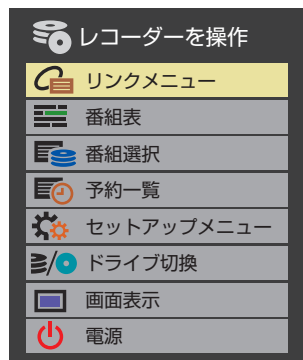 レコーダーを操作
リンクメニュー
番組表
番組選択
予約一覧
セットアップメニュー
ドライブ切換
画面表示
電源